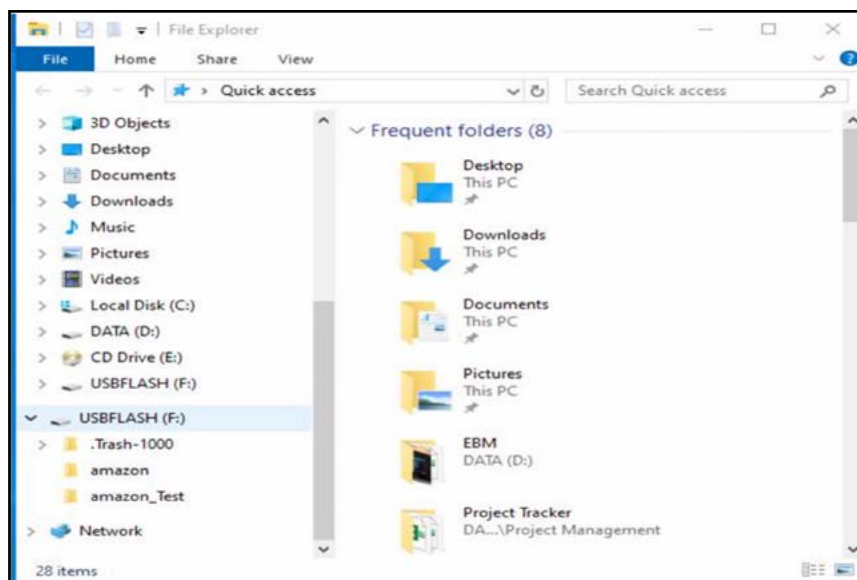 File Explorer
File Home Share View
Quick access
Search Quick access
3D Objects
Desktop
Documents
Downloads
Music
Pictures
Videos
Local Disk (C:)
DATA (D:)
CD Drive (E:)
USBFLASH (F:)
USBFLASH (F:)
.Trash-1000
amazon
amazon_Test
Network
Frequent folders (8)
Desktop
This PC
Downloads
This PC
Documents
This PC
Pictures
This PC
EBM
DATA (D:)
Project Tracker
DA...\Project Management
28 items